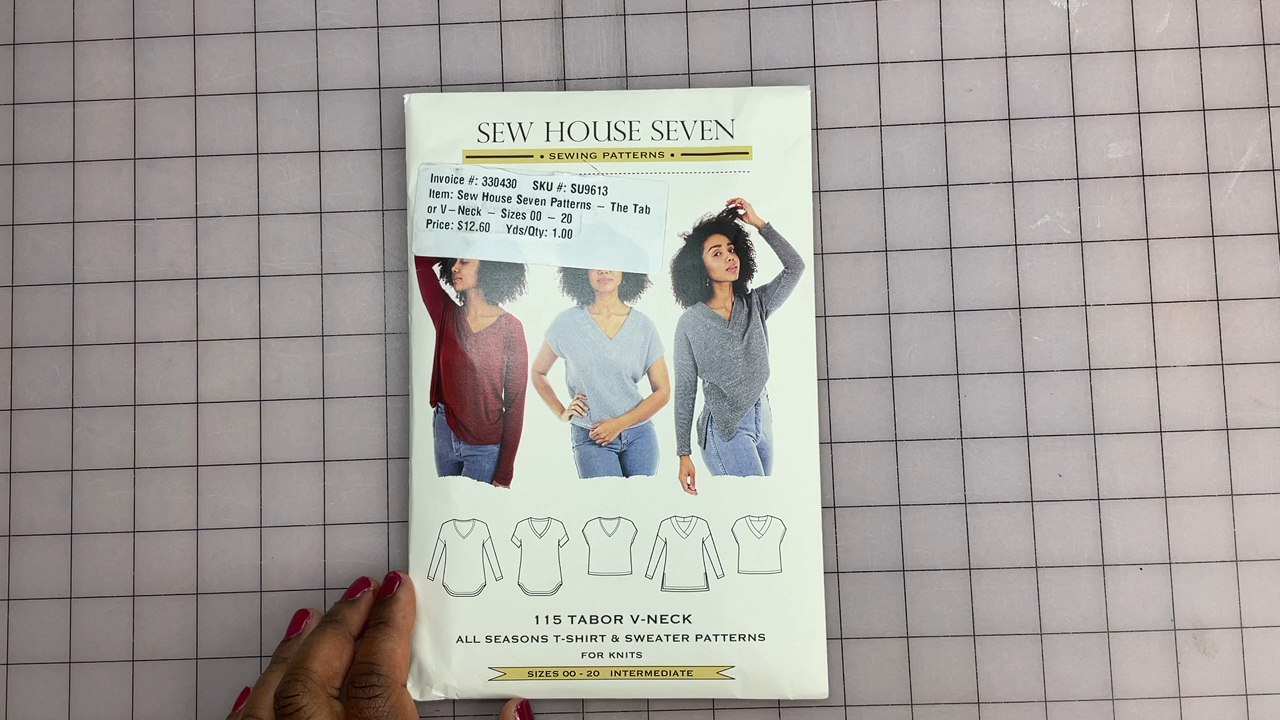 SEW HOUSE SEVEN
• SEWING PATTERNS •
Invoice #: 330430 SKU #: SU9613
Item: Sew House Seven Patterns – The Tab
or V–Neck – Sizes 00 – 20
Price: $12.60 Yds/Qty: 1.00
115 TABOR V-NECK
ALL SEASONS T-SHIRT & SWEATER PATTERNS
FOR KNITS
SIZES 00 - 20 INTERMEDIATE